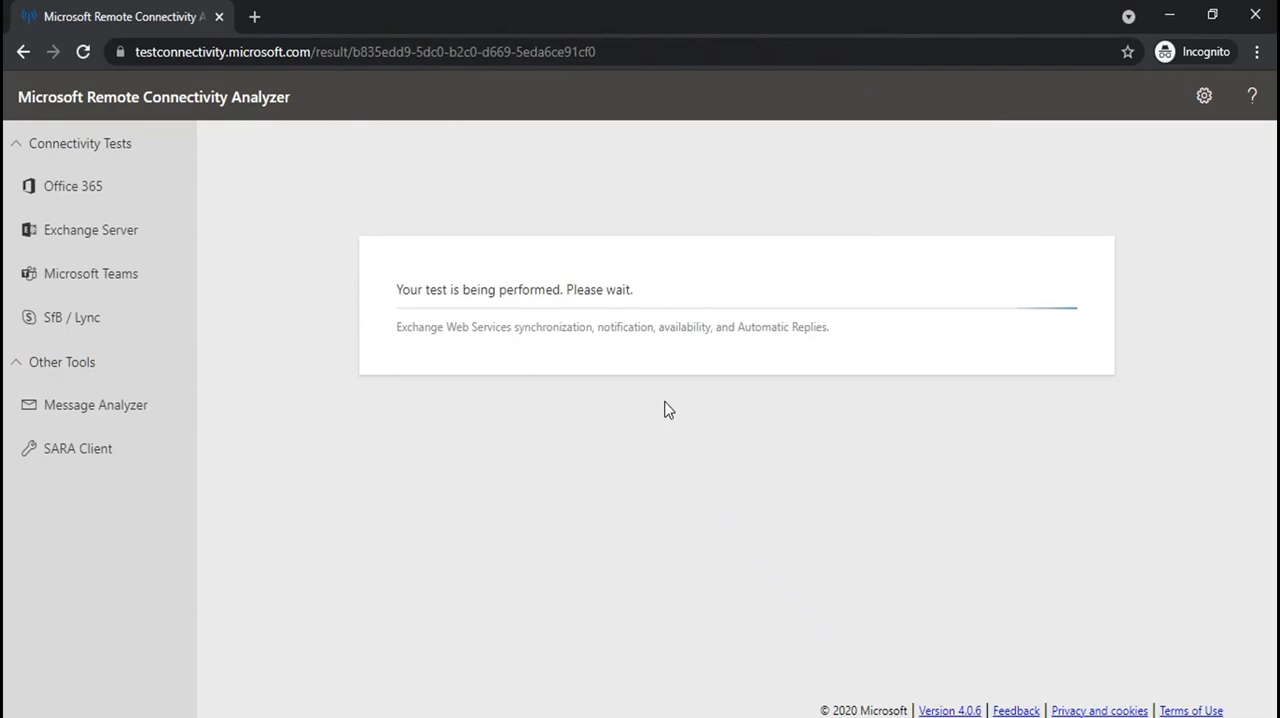 Microsoft Remote Connectivity A
testconnectivity.microsoft.com/result/b835edd9-5dc0-b2c0-d669-5eda6ce91cf0
Incognito
Microsoft Remote Connectivity Analyzer
?
Connectivity Tests
Office 365
Exchange Server
Microsoft Teams
SfB / Lync
Other Tools
Message Analyzer
SARA Client
Your test is being performed. Please wait.
Exchange Web Services synchronization, notification, availability, and Automatic Replies.
© 2020 Microsoft | Version 4.0.6 | Feedback | Privacy and cookies | Terms of Use